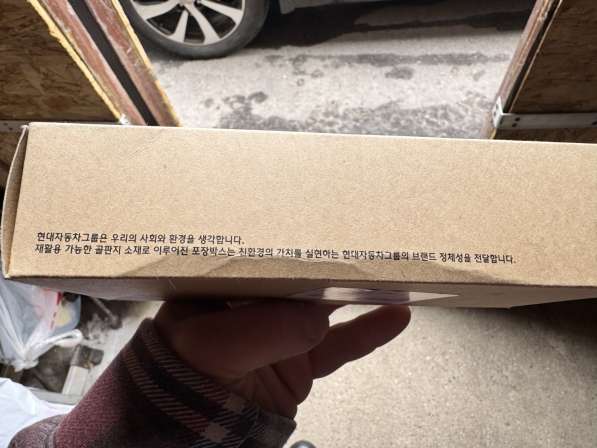 현대자동차그룹은 우리의 사회와 환경을 생각합니다.
재활용 가능한 골판지 소재로 이루어진 포장박스는 친환경의 가치를 실현하는 현대자동차그룹의 브랜드 정체성을 전달합니다.